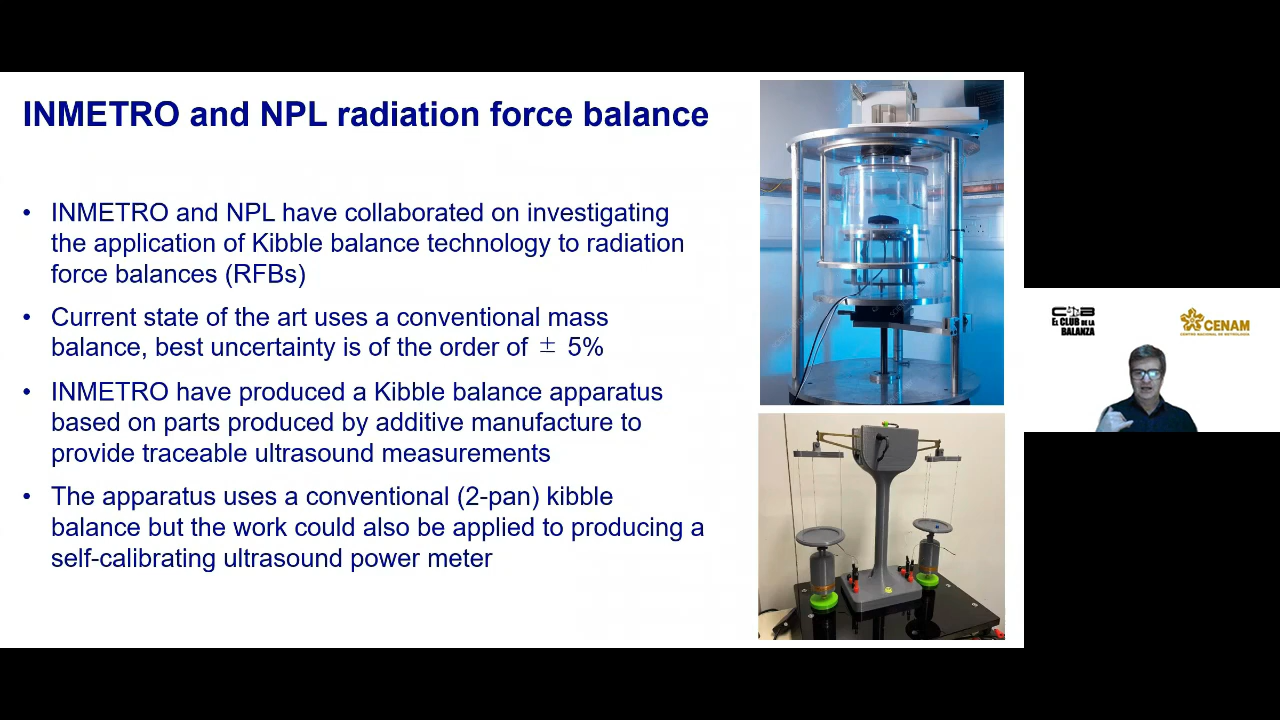 INMETRO and NPL radiation force balance
• INMETRO and NPL have collaborated on investigating
the application of Kibble balance technology to radiation
force balances (RFBs)
• Current state of the art uses a conventional mass
balance, best uncertainty is of the order of ± 5%
• INMETRO have produced a Kibble balance apparatus
based on parts produced by additive manufacture to
provide traceable ultrasound measurements
• The apparatus uses a conventional (2-pan) kibble
balance but the work could also be applied to producing a
self-calibrating ultrasound power meter
EL CLUB DE LA
BALANZA
CENAM
CENTRO NACIONAL DE METROLOGÍA